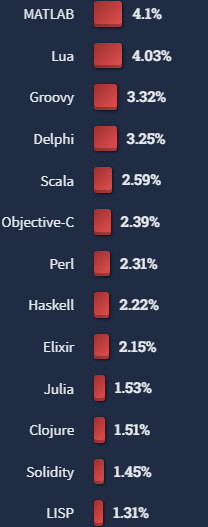 MATLAB 4.1%
Lua 4.03%
Groovy 3.32%
Delphi 3.25%
Scala 2.59%
Objective-C 2.39%
Perl 2.31%
Haskell 2.22%
Elixir 2.15%
Julia 1.53%
Clojure 1.51%
Solidity 1.45%
LISP 1.31%